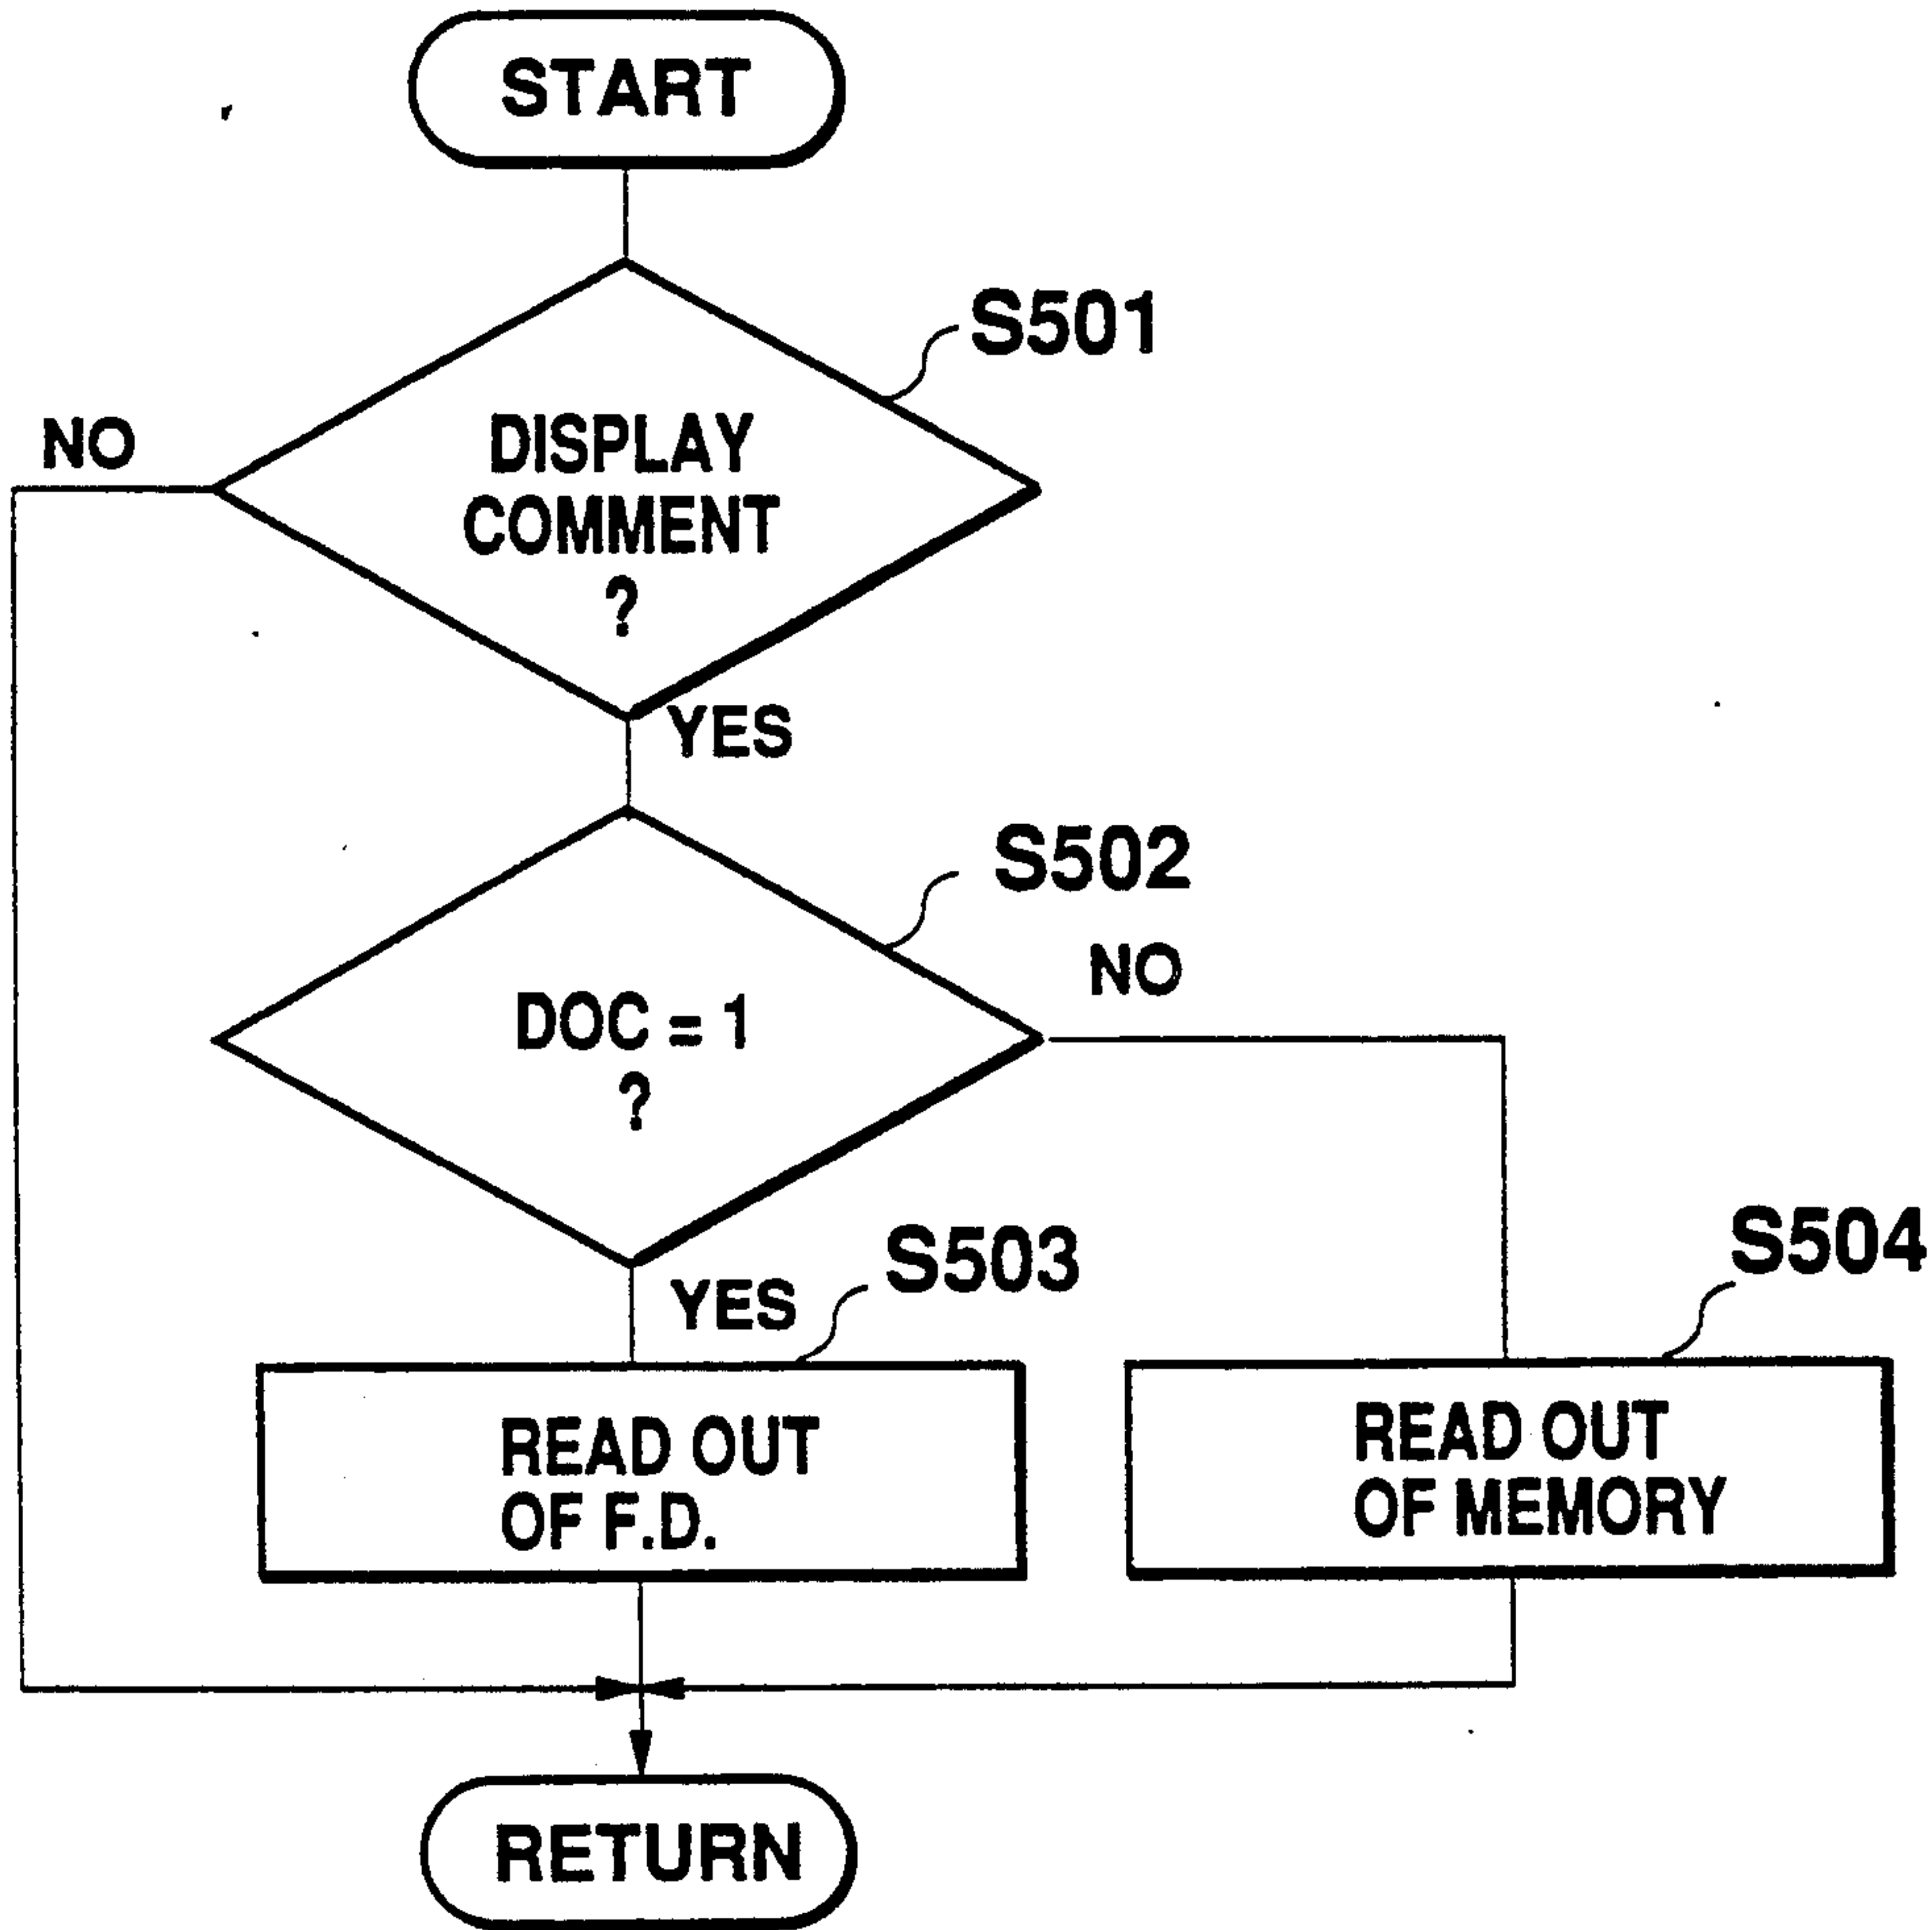 START
S501
NO
DISPLAY
COMMENT
?
YES
S502
NO
DOC = 1
?
YES
S503
S504
READ OUT
OF F.D.
READ OUT
OF MEMORY
RETURN